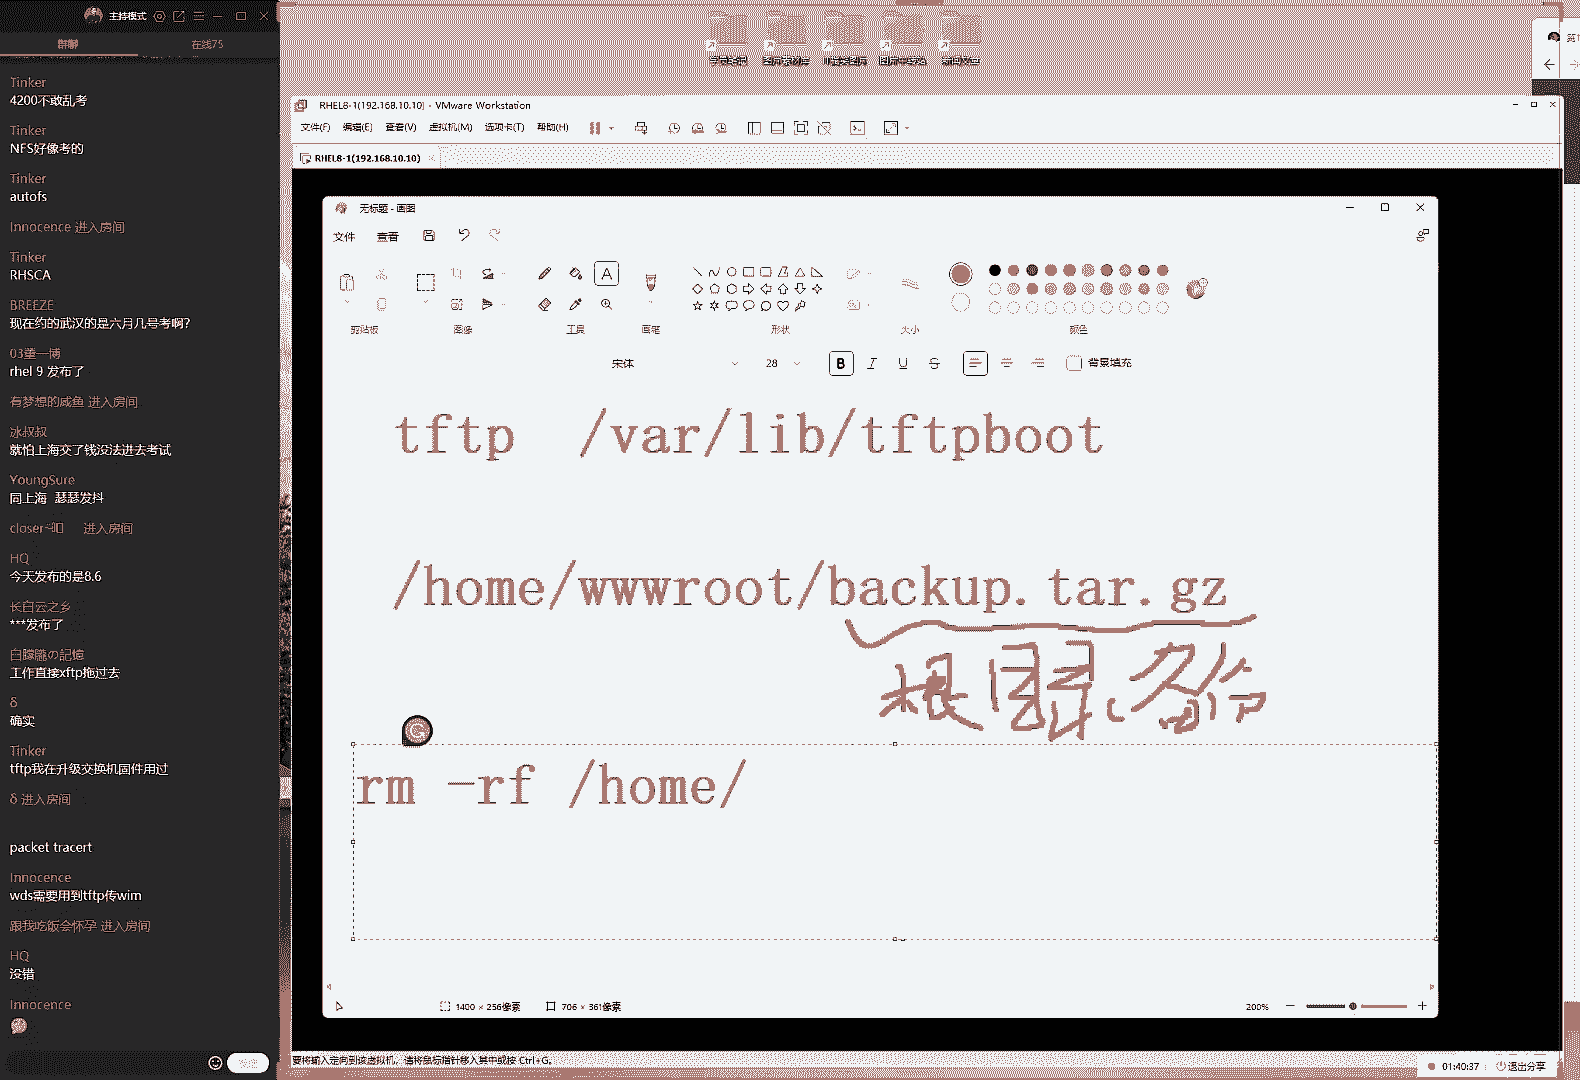 主持模式
群聊
在线75
Tinker
4200不敢乱考
Tinker
NFS好像考的
Tinker
autofs
Innocence 进入房间
Tinker
RHSCA
BREEZE
现在约的武汉的是六月几号考啊?
03董一博
rhel 9 发布了
有梦想的咸鱼 进入房间
冰叔叔
就怕上海交了钱没法进去考试
YoungSure
同上海 瑟瑟发抖
进入房间
HQ
今天发布的是8.6
长白云之乡
***发布了
白朦朧の記憶
工作直接xftp拖过去
δ
确实
Tinker
tftp我在升级交换机固件用过
δ 进入房间
packet tracert
Innocence
wds需要用到tftp传wim
跟我吃饭会怀孕 进入房间
HQ
没错
Innocence
RHEL8-1(192.168.10.10) - VMware Workstation
文件(F) 编辑(E) 查看(V) 虚拟机(M) 选项卡(T) 帮助(H)
RHEL8-1(192.168.10.10)
无标题 - 画图
文件 查看
剪贴板 图像 工具 画笔 形状 大小 颜色
宋体 28 B I U S 背景填充
tftp /var/lib/tftpboot
/home/wwwroot/backup.tar.gz
根目录 备份
rm -rf /home/
1400 × 256像素 706 × 361像素 200%
要将输入定向到该虚拟机，请将鼠标指针移入其中或按 Ctrl+G。
01:40:37 退出分享